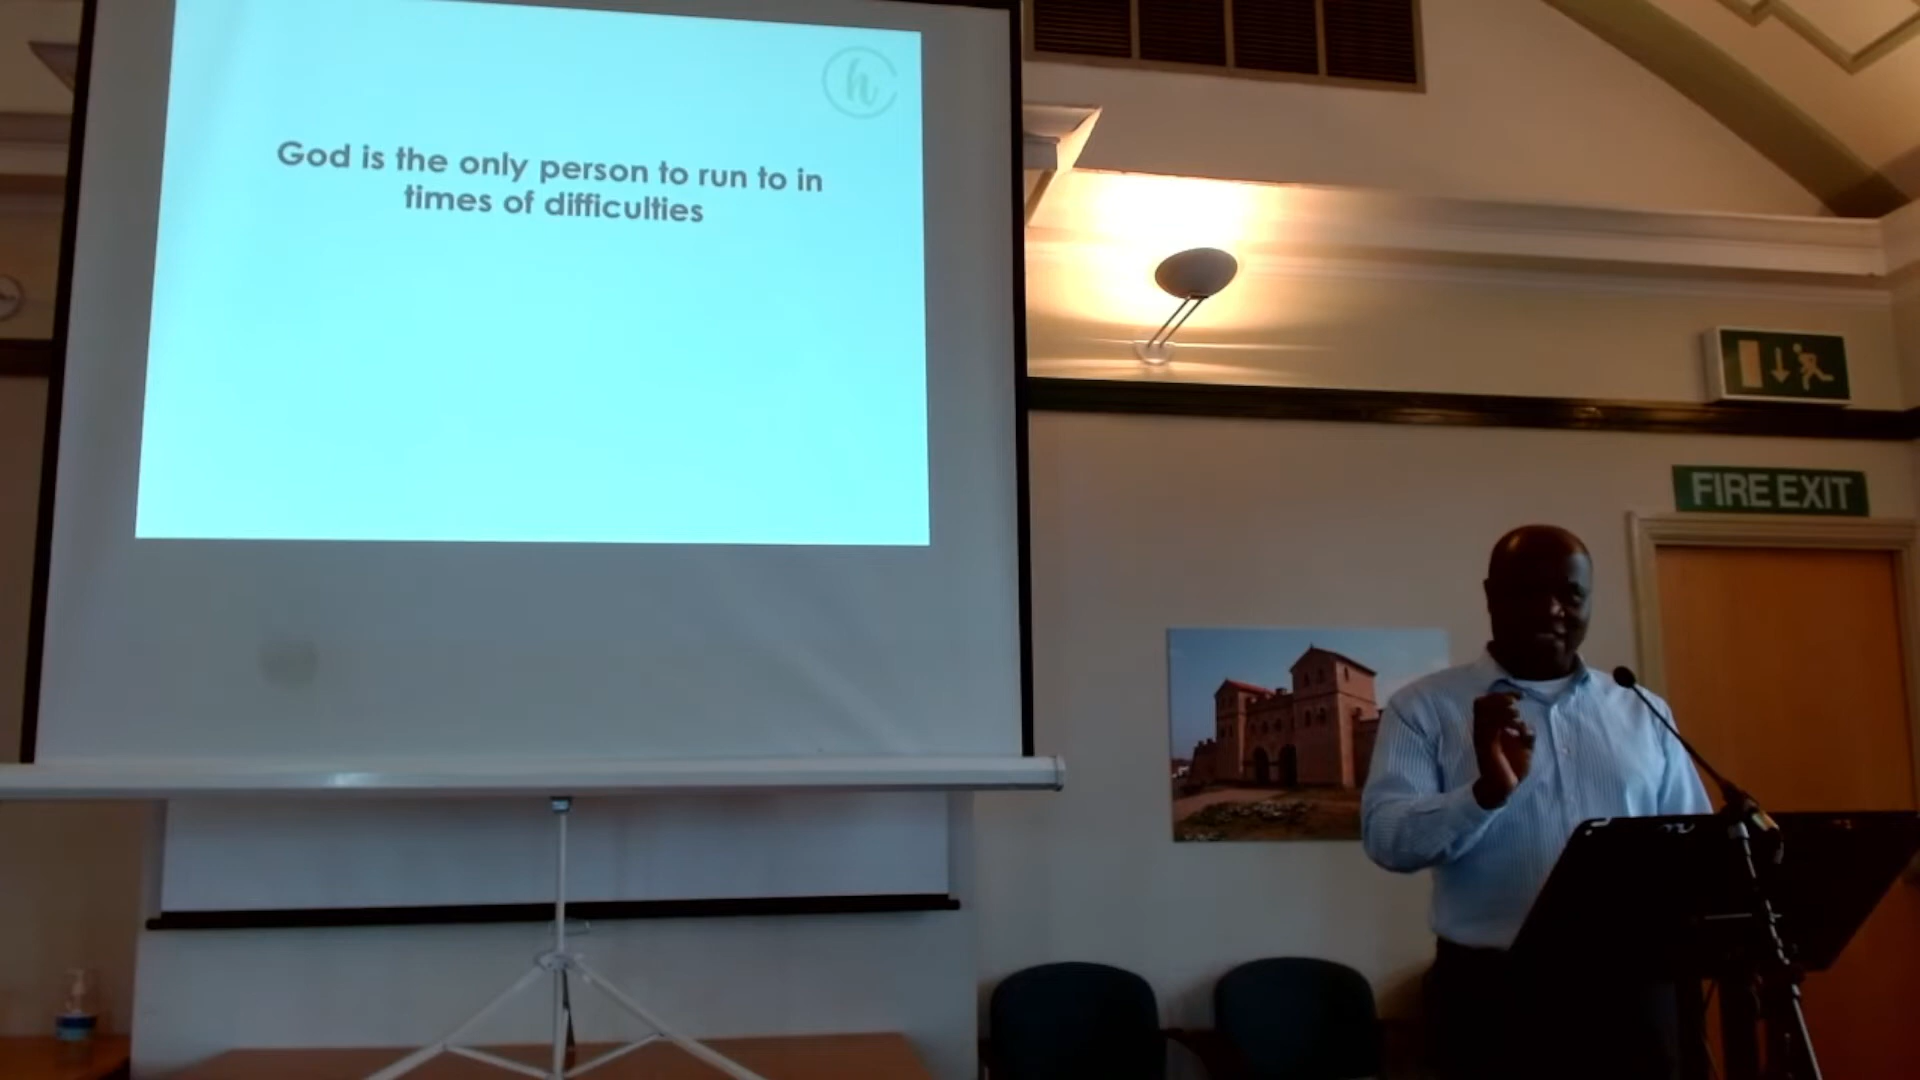 h
God is the only person to run to in
times of difficulties
FIRE EXIT